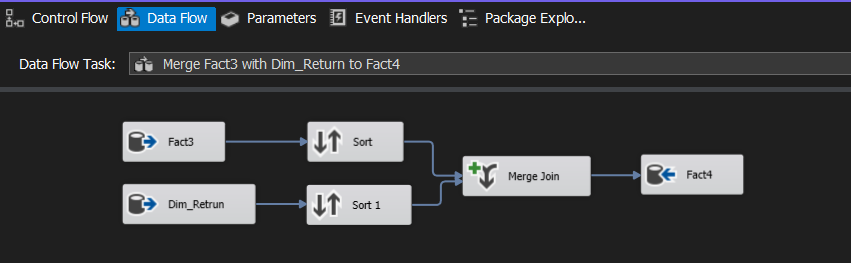 Control Flow Data Flow Parameters Event Handlers Package Explo...
Data Flow Task: Merge Fact3 with Dim_Return to Fact4
Fact3 Sort
Merge Join Fact4
Dim_Retrun Sort 1